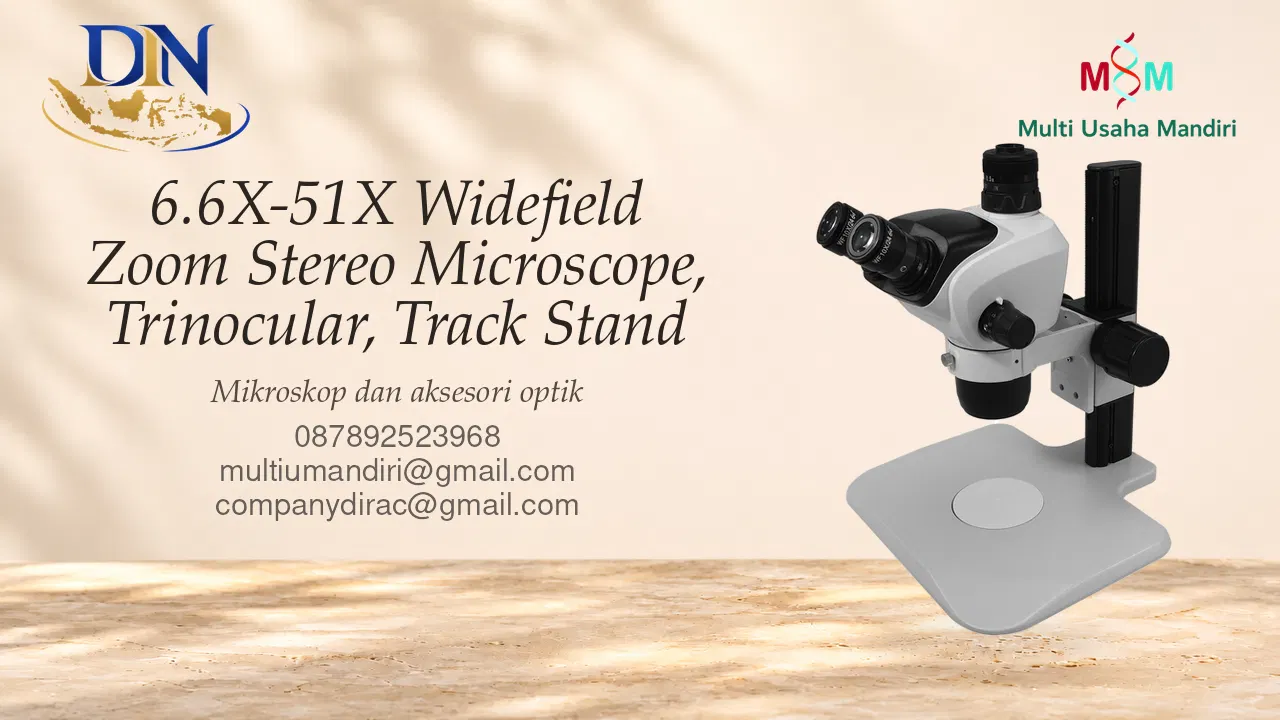 DIN
M M
Multi Usaha Mandiri
6.6X-51X Widefield
Zoom Stereo Microscope,
Trinocular, Track Stand
Mikroskop dan aksesori optik
087892523968
multiumandiri@gmail.com
companydirac@gmail.com